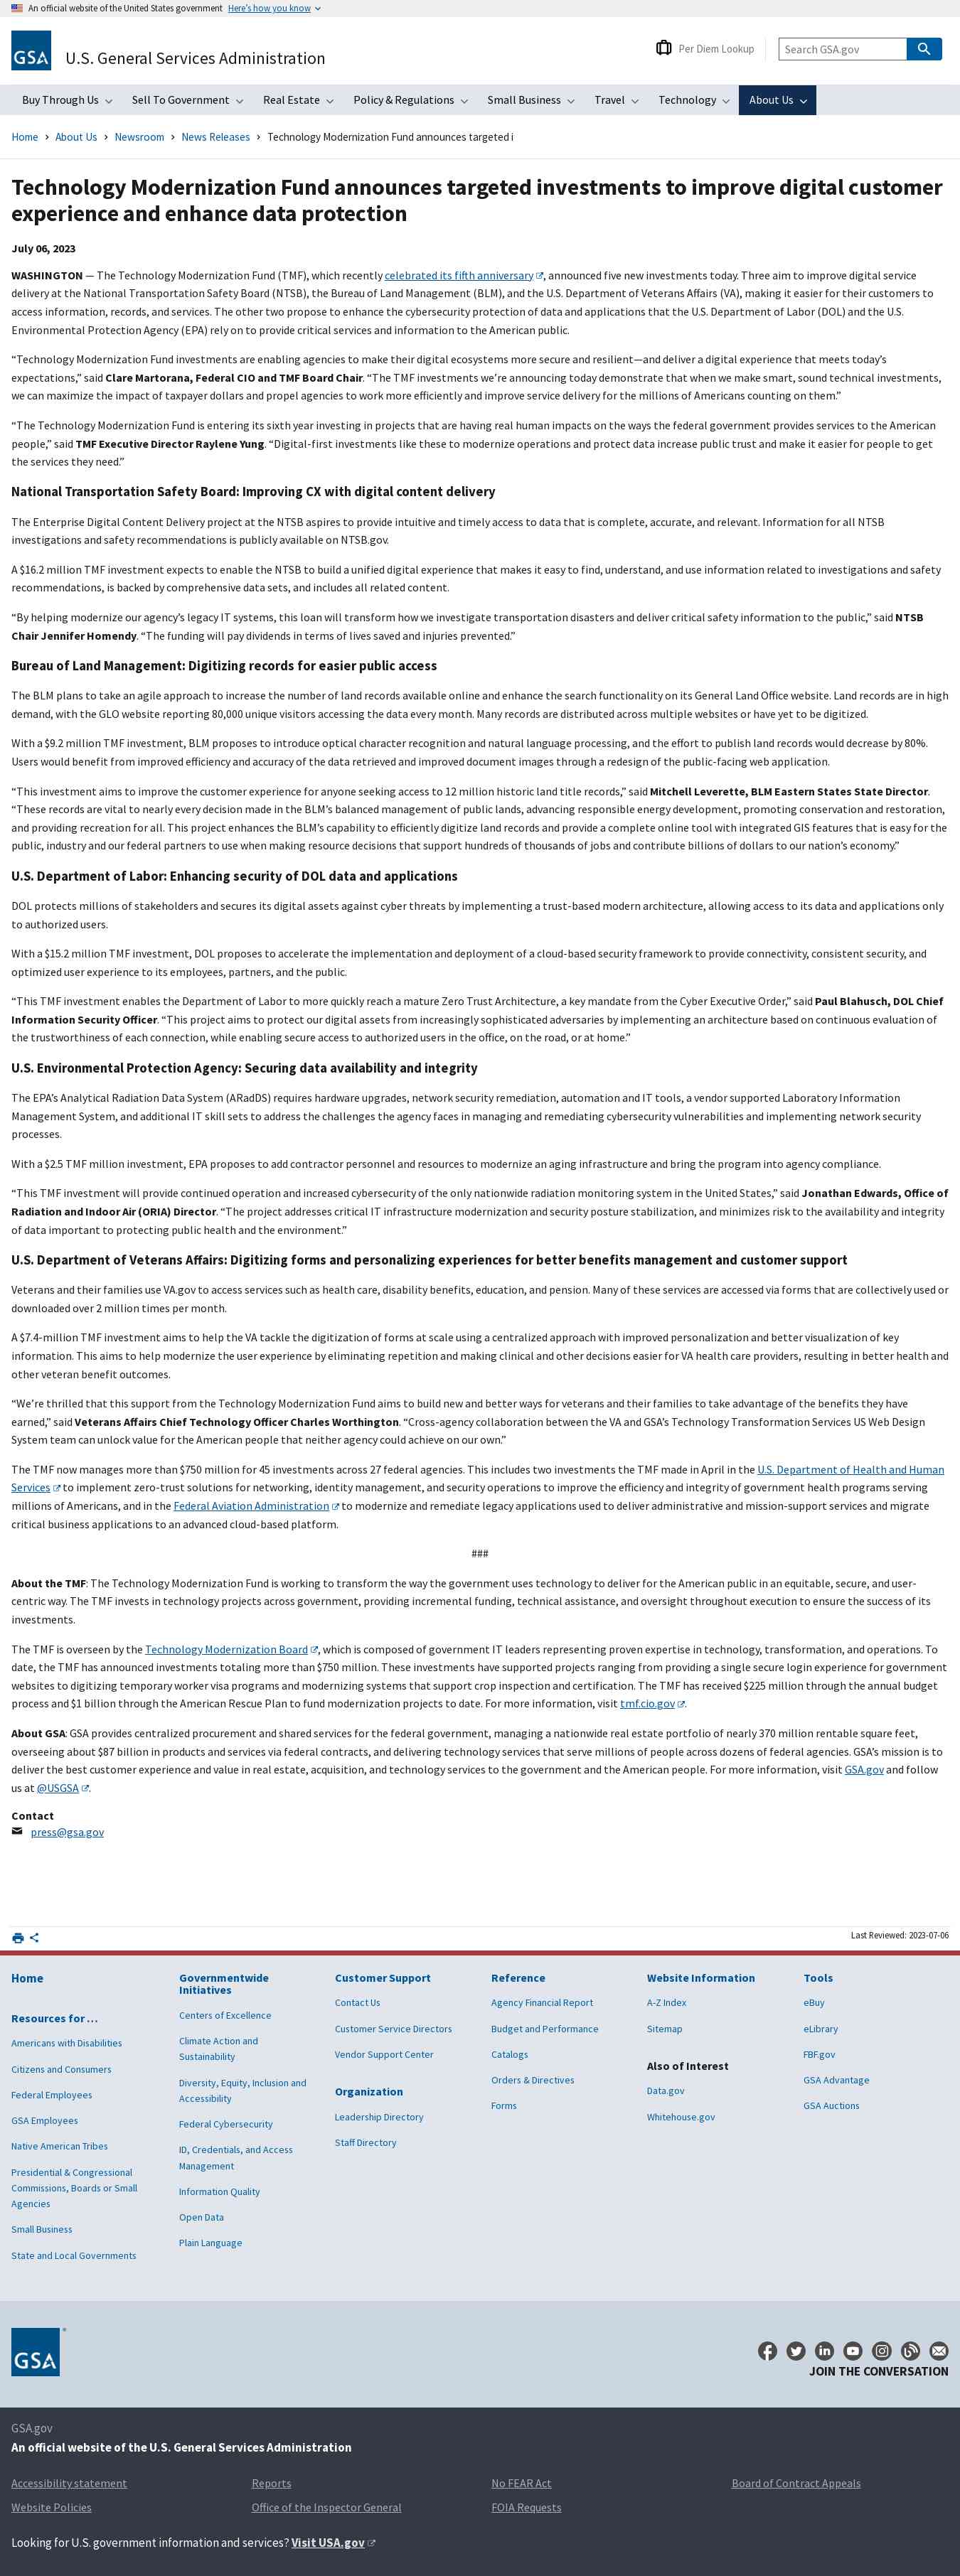 An official website of the United States government Here's how you know
GSA
U.S. General Services Administration
Per Diem Lookup
Search GSA.gov
Buy Through Us
Sell To Government
Real Estate
Policy & Regulations
Small Business
Travel
Technology
About Us
Home > About Us > Newsroom > News Releases > Technology Modernization Fund announces targeted i
Technology Modernization Fund announces targeted investments to improve digital customer
experience and enhance data protection
July 06, 2023
WASHINGTON — The Technology Modernization Fund (TMF), which recently celebrated its fifth anniversary, announced five new investments today. Three aim to improve digital service
delivery at the National Transportation Safety Board (NTSB), the Bureau of Land Management (BLM), and the U.S. Department of Veterans Affairs (VA), making it easier for their customers to
access information, records, and services. The other two propose to enhance the cybersecurity protection of data and applications that the U.S. Department of Labor (DOL) and the U.S.
Environmental Protection Agency (EPA) rely on to provide critical services and information to the American public.
“Technology Modernization Fund investments are enabling agencies to make their digital ecosystems more secure and resilient—and deliver a digital experience that meets today’s
expectations,” said Clare Martorana, Federal CIO and TMF Board Chair. “The TMF investments we’re announcing today demonstrate that when we make smart, sound technical investments,
we can maximize the impact of taxpayer dollars and propel agencies to work more efficiently and improve service delivery for the millions of Americans counting on them.”
“The Technology Modernization Fund is entering its sixth year investing in projects that are having real human impacts on the ways the federal government provides services to the American
people,” said TMF Executive Director Raylene Yung. “Digital-first investments like these to modernize operations and protect data increase public trust and make it easier for people to get
the services they need.”
National Transportation Safety Board: Improving CX with digital content delivery
The Enterprise Digital Content Delivery project at the NTSB aspires to provide intuitive and timely access to data that is complete, accurate, and relevant. Information for all NTSB
investigations and safety recommendations is publicly available on NTSB.gov.
A $16.2 million TMF investment expects to enable the NTSB to build a unified digital experience that makes it easy to find, understand, and use information related to investigations and safety
recommendations, is backed by comprehensive data sets, and includes all related content.
“By helping modernize our agency’s legacy IT systems, this loan will transform how we investigate transportation disasters and deliver critical safety information to the public,” said NTSB
Chair Jennifer Homendy. “The funding will pay dividends in terms of lives saved and injuries prevented.”
Bureau of Land Management: Digitizing records for easier public access
The BLM plans to take an agile approach to increase the number of land records available online and enhance the search functionality on its General Land Office website. Land records are in high
demand, with the GLO website reporting 80,000 unique visitors accessing the data every month. Many records are distributed across multiple websites or have yet to be digitized.
With a $9.2 million TMF investment, BLM proposes to introduce optical character recognition and natural language processing, and the effort to publish land records would decrease by 80%.
Users would benefit from improved efficiency and accuracy of the data retrieved and improved document images through a redesign of the public-facing web application.
“This investment aims to improve the customer experience for anyone seeking access to 12 million historic land title records,” said Mitchell Leverette, BLM Eastern States State Director.
“These records are vital to nearly every decision made in the BLM’s balanced management of public lands, advancing responsible energy development, promoting conservation and restoration,
and providing recreation for all. This project enhances the BLM’s capability to efficiently digitize land records and provide a complete online tool with integrated GIS features that is easy for the
public, industry and our federal partners to use when making resource decisions that support hundreds of thousands of jobs and contribute billions of dollars to our nation’s economy.”
U.S. Department of Labor: Enhancing security of DOL data and applications
DOL protects millions of stakeholders and secures its digital assets against cyber threats by implementing a trust-based modern architecture, allowing access to its data and applications only
to authorized users.
With a $15.2 million TMF investment, DOL proposes to accelerate the implementation and deployment of a cloud-based security framework to provide connectivity, consistent security, and
optimized user experience to its employees, partners, and the public.
“This TMF investment enables the Department of Labor to more quickly reach a mature Zero Trust Architecture, a key mandate from the Cyber Executive Order,” said Paul Blahusch, DOL Chief
Information Security Officer. “This project aims to protect our digital assets from increasingly sophisticated adversaries by implementing an architecture based on continuous evaluation of
the trustworthiness of each connection, while enabling secure access to authorized users in the office, on the road, or at home.”
U.S. Environmental Protection Agency: Securing data availability and integrity
The EPA’s Analytical Radiation Data System (ARadDS) requires hardware upgrades, network security remediation, automation and IT tools, a vendor supported Laboratory Information
Management System, and additional IT skill sets to address the challenges the agency faces in managing and remediating cybersecurity vulnerabilities and implementing network security
processes.
With a $2.5 TMF million investment, EPA proposes to add contractor personnel and resources to modernize an aging infrastructure and bring the program into agency compliance.
“This TMF investment will provide continued operation and increased cybersecurity of the only nationwide radiation monitoring system in the United States,” said Jonathan Edwards, Office of
Radiation and Indoor Air (ORIA) Director. “The project addresses critical IT infrastructure modernization and security posture stabilization, and minimizes risk to the availability and integrity
of data important to protecting public health and the environment.”
U.S. Department of Veterans Affairs: Digitizing forms and personalizing experiences for better benefits management and customer support
Veterans and their families use VA.gov to access services such as health care, disability benefits, education, and pension. Many of these services are accessed via forms that are collectively used or
downloaded over 2 million times per month.
A $7.4-million TMF investment aims to help the VA tackle the digitization of forms at scale using a centralized approach with improved personalization and better visualization of key
information. This aims to help modernize the user experience by eliminating repetition and making clinical and other decisions easier for VA health care providers, resulting in better health and
other veteran benefit outcomes.
“We’re thrilled that this support from the Technology Modernization Fund aims to build new and better ways for veterans and their families to take advantage of the benefits they have
earned,” said Veterans Affairs Chief Technology Officer Charles Worthington. “Cross-agency collaboration between the VA and GSA’s Technology Transformation Services US Web Design
System team can unlock value for the American people that neither agency could achieve on our own.”
The TMF now manages more than $750 million for 45 investments across 27 federal agencies. This includes two investments the TMF made in April in the U.S. Department of Health and Human
Services to implement zero-trust solutions for networking, identity management, and security operations to improve the efficiency and integrity of government health programs serving
millions of Americans, and in the Federal Aviation Administration to modernize and remediate legacy applications used to deliver administrative and mission-support services and migrate
critical business applications to an advanced cloud-based platform.
###
About the TMF: The Technology Modernization Fund is working to transform the way the government uses technology to deliver for the American public in an equitable, secure, and user-
centric way. The TMF invests in technology projects across government, providing incremental funding, technical assistance, and oversight throughout execution to ensure the success of its
investments.
The TMF is overseen by the Technology Modernization Board, which is composed of government IT leaders representing proven expertise in technology, transformation, and operations. To
date, the TMF has announced investments totaling more than $750 million. These investments have supported projects ranging from providing a single secure login experience for government
websites to digitizing temporary worker visa programs and modernizing systems that support crop inspection and certification. The TMF has received $225 million through the annual budget
process and $1 billion through the American Rescue Plan to fund modernization projects to date. For more information, visit tmf.cio.gov.
About GSA: GSA provides centralized procurement and shared services for the federal government, managing a nationwide real estate portfolio of nearly 370 million rentable square feet,
overseeing about $87 billion in products and services via federal contracts, and delivering technology services that serve millions of people across dozens of federal agencies. GSA’s mission is to
deliver the best customer experience and value in real estate, acquisition, and technology services to the government and the American people. For more information, visit GSA.gov and follow
us at @USGSA.
Contact
press@gsa.gov
Last Reviewed: 2023-07-06
Home
Resources for …
Americans with Disabilities
Citizens and Consumers
Federal Employees
GSA Employees
Native American Tribes
Presidential & Congressional
Commissions, Boards or Small
Agencies
Small Business
State and Local Governments
Governmentwide
Initiatives
Centers of Excellence
Climate Action and
Sustainability
Diversity, Equity, Inclusion and
Accessibility
Federal Cybersecurity
ID, Credentials, and Access
Management
Information Quality
Open Data
Plain Language
Customer Support
Contact Us
Customer Service Directors
Vendor Support Center
Organization
Leadership Directory
Staff Directory
Reference
Agency Financial Report
Budget and Performance
Catalogs
Orders & Directives
Forms
Website Information
A-Z Index
Sitemap
Also of Interest
Data.gov
Whitehouse.gov
Tools
eBuy
eLibrary
FBF.gov
GSA Advantage
GSA Auctions
GSA
JOIN THE CONVERSATION
GSA.gov
An official website of the U.S. General Services Administration
Accessibility statement
Reports
No FEAR Act
Board of Contract Appeals
Website Policies
Office of the Inspector General
FOIA Requests
Looking for U.S. government information and services? Visit USA.gov